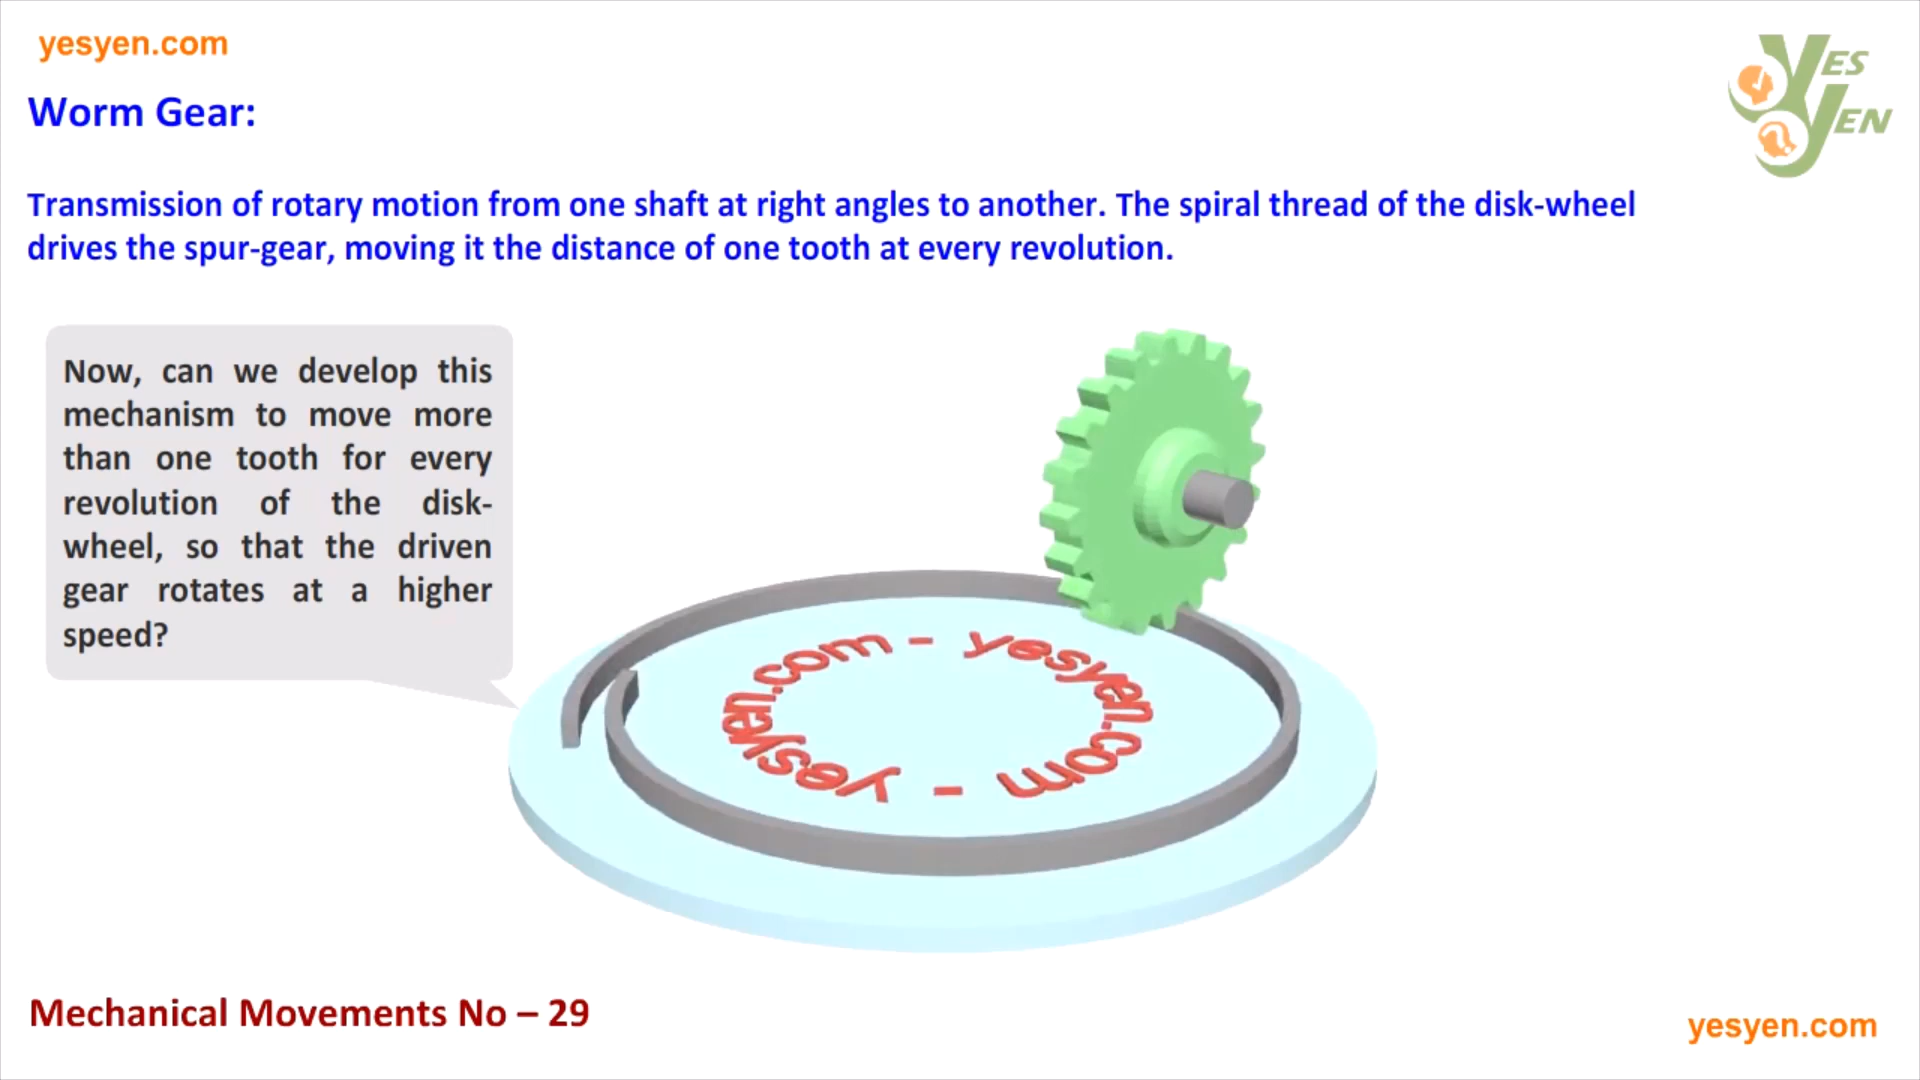 yesyen.com
YES
YEN
Worm Gear:
Transmission of rotary motion from one shaft at right angles to another. The spiral thread of the disk-wheel
drives the spur-gear, moving it the distance of one tooth at every revolution.
Now, can we develop this
mechanism to move more
than one tooth for every
revolution of the disk-
wheel, so that the driven
gear rotates at a higher
speed?
yesyen.com - yesyen.com -
Mechanical Movements No – 29
yesyen.com